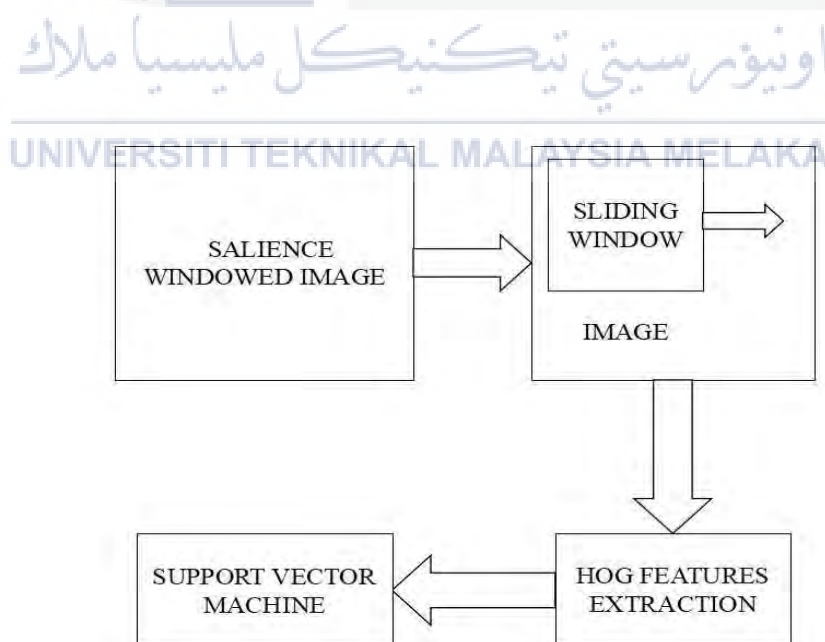 اونيۏرسيتي تيكنيكل مليسيا ملاك
UNIVERSITI TEKNIKAL MALAYSIA MELAKA
SALIENCE
WINDOWED IMAGE
SLIDING
WINDOW
IMAGE
HOG FEATURES
EXTRACTION
SUPPORT VECTOR
MACHINE